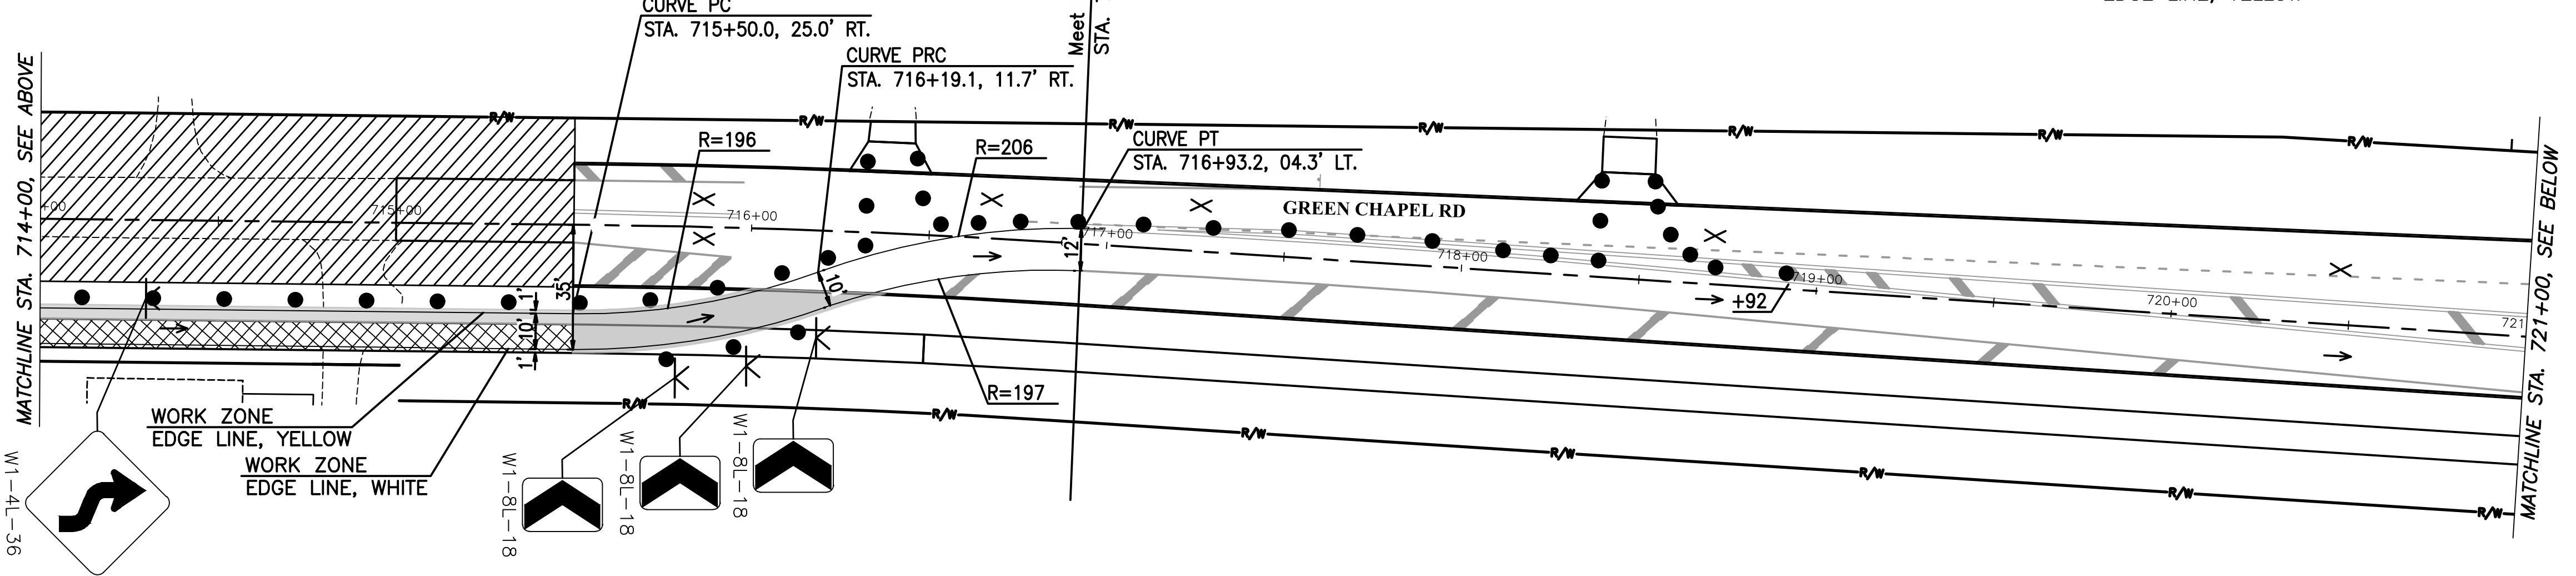 CURVE PC
STA. 715+50.0, 25.0' RT.
CURVE PRC
STA. 716+19.1, 11.7' RT.
Meet
STA.
MATCHLINE STA. 714+00, SEE ABOVE
R/W
R/W
R/W
R/W
R/W
R/W
R/W
R=196
R=206
CURVE PT
STA. 716+93.2, 04.3' LT.
+00
715+00
716+00
717+00
GREEN CHAPEL RD
718+00
719+00
720+00
721
+92
35'
1'
10'
1'
10'
12'
R=197
WORK ZONE
EDGE LINE, YELLOW
WORK ZONE
EDGE LINE, WHITE
R/W
R/W
R/W
R/W
R/W
R/W
R/W
W1-4L-36
W1-8L-18
W1-8L-18
W1-8L-18
MATCHLINE STA. 721+00, SEE BELOW